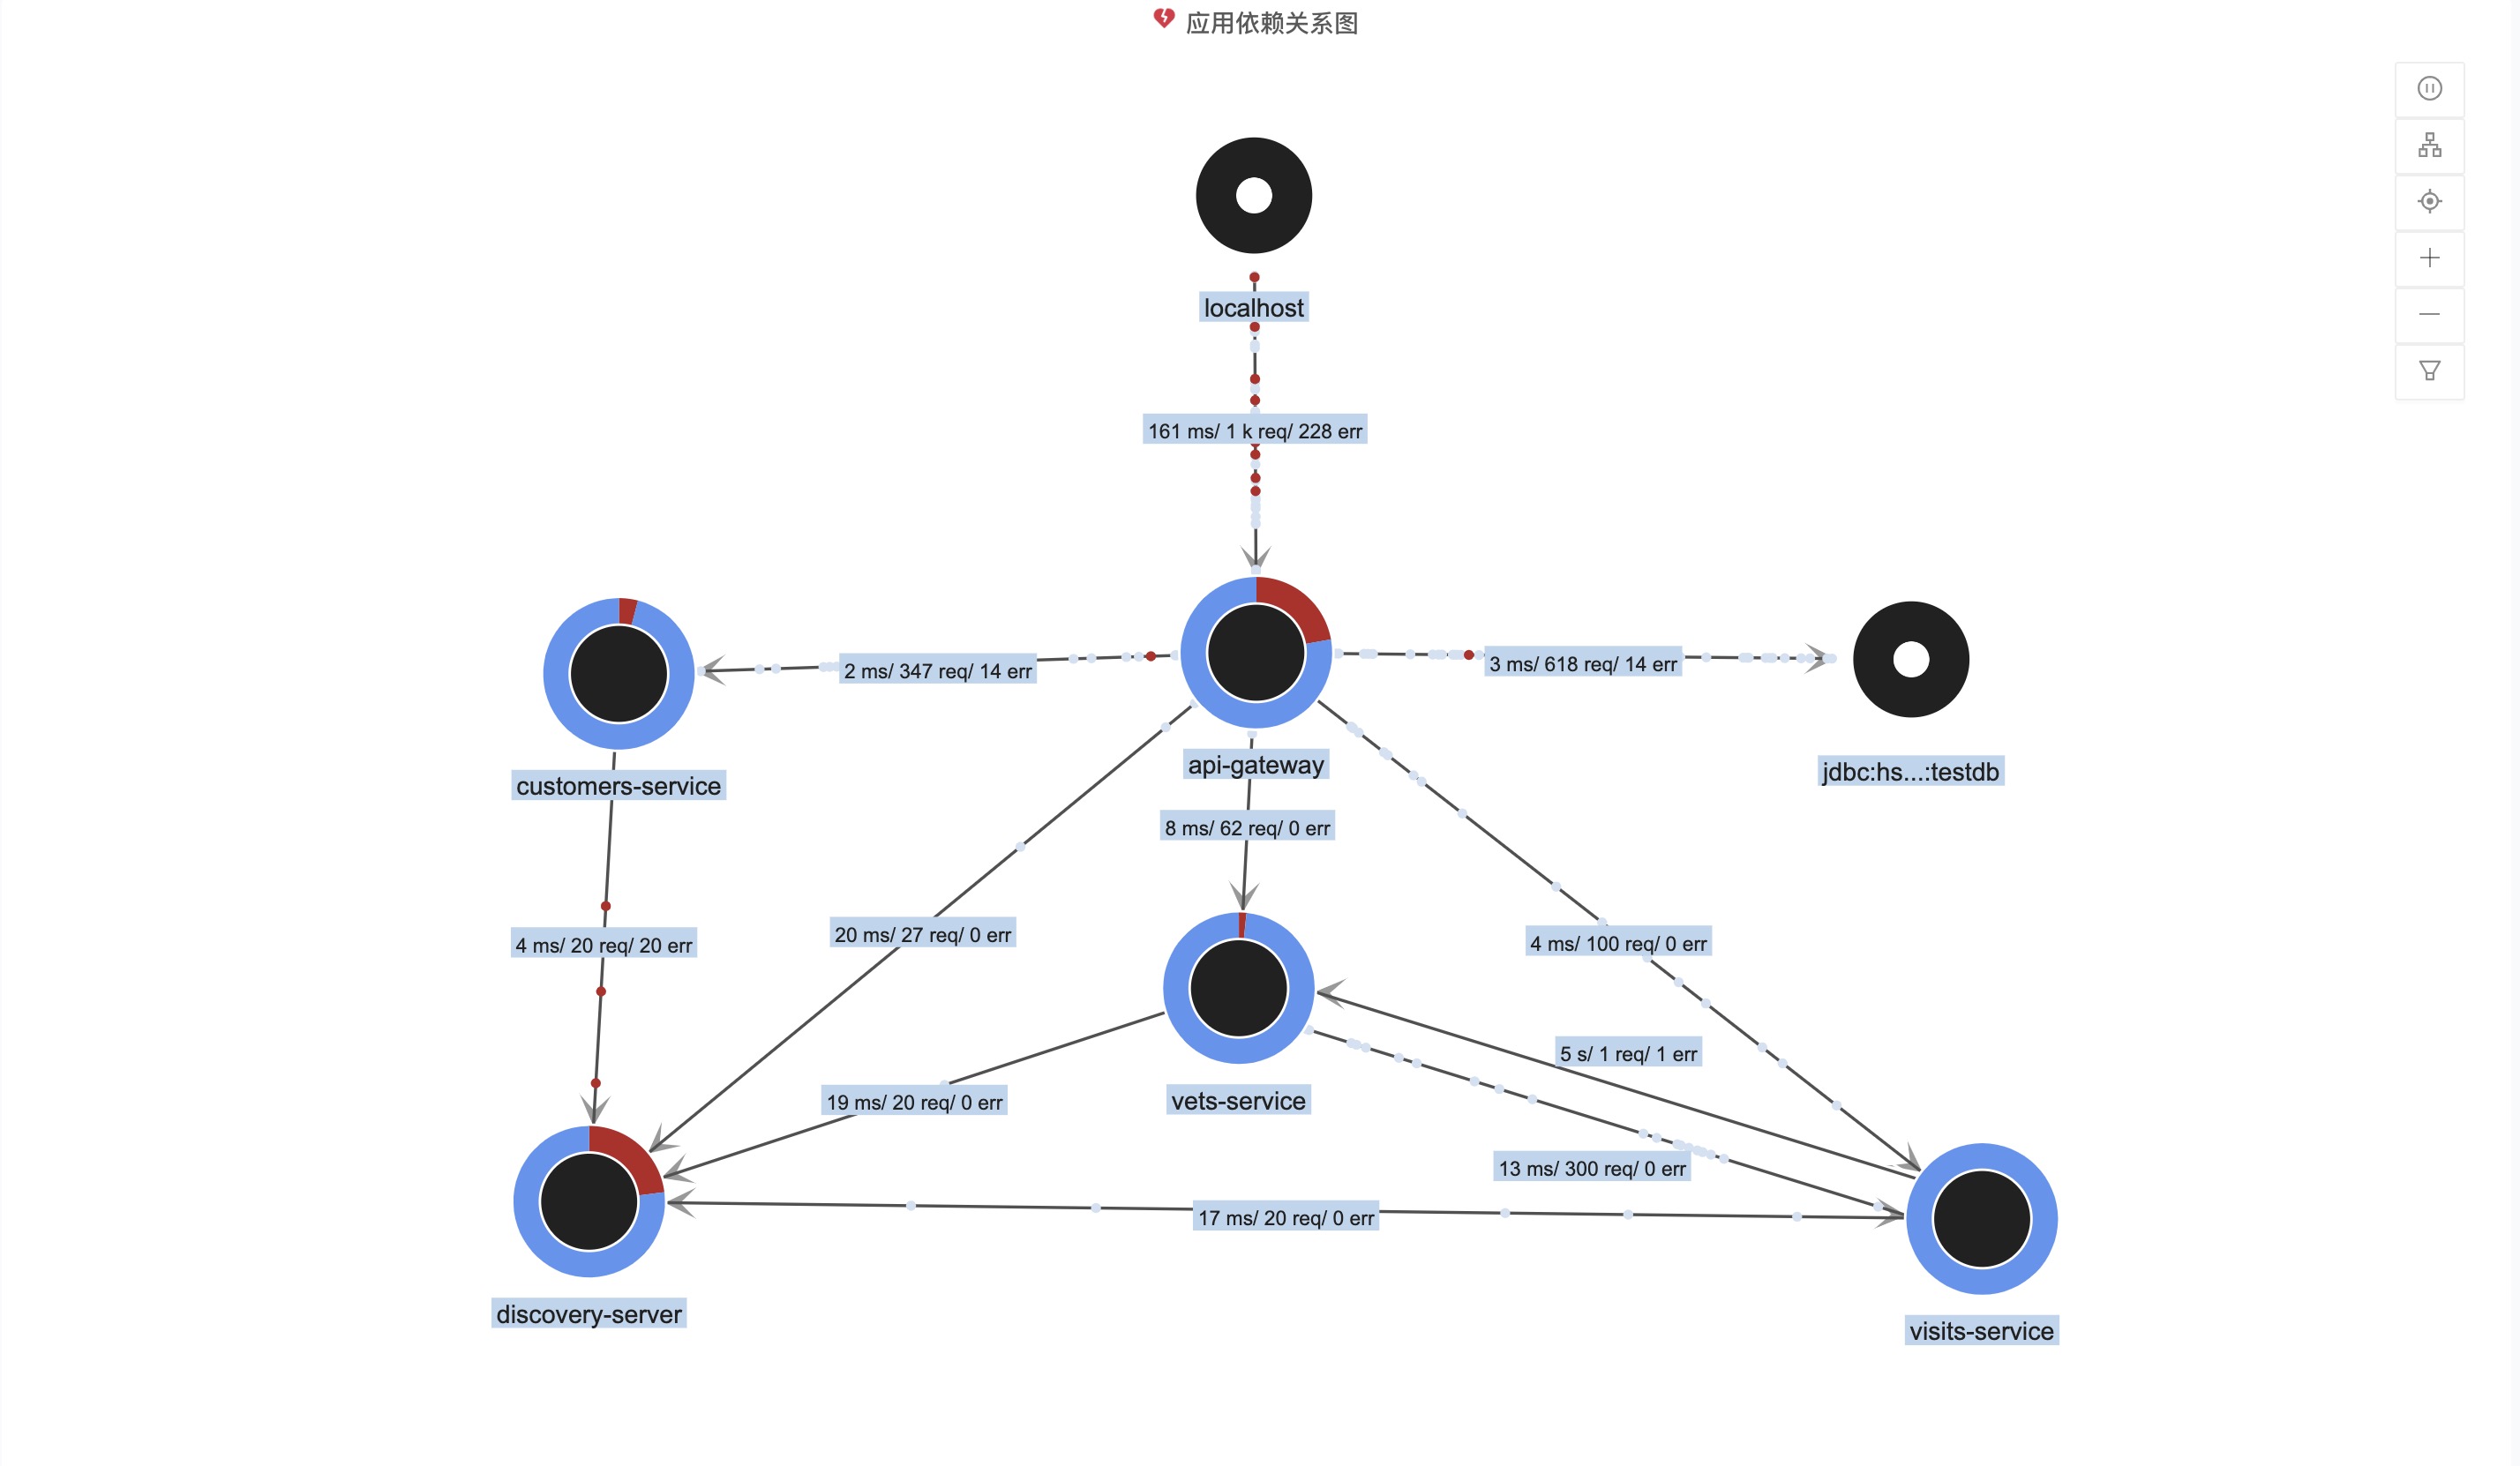 应用依赖关系图
localhost
161 ms/ 1 k req/ 228 err
2 ms/ 347 req/ 14 err
3 ms/ 618 req/ 14 err
customers-service
api-gateway
jdbc:hs...:testdb
8 ms/ 62 req/ 0 err
4 ms/ 20 req/ 20 err
20 ms/ 27 req/ 0 err
4 ms/ 100 req/ 0 err
5 s/ 1 req/ 1 err
19 ms/ 20 req/ 0 err
vets-service
13 ms/ 300 req/ 0 err
17 ms/ 20 req/ 0 err
discovery-server
visits-service